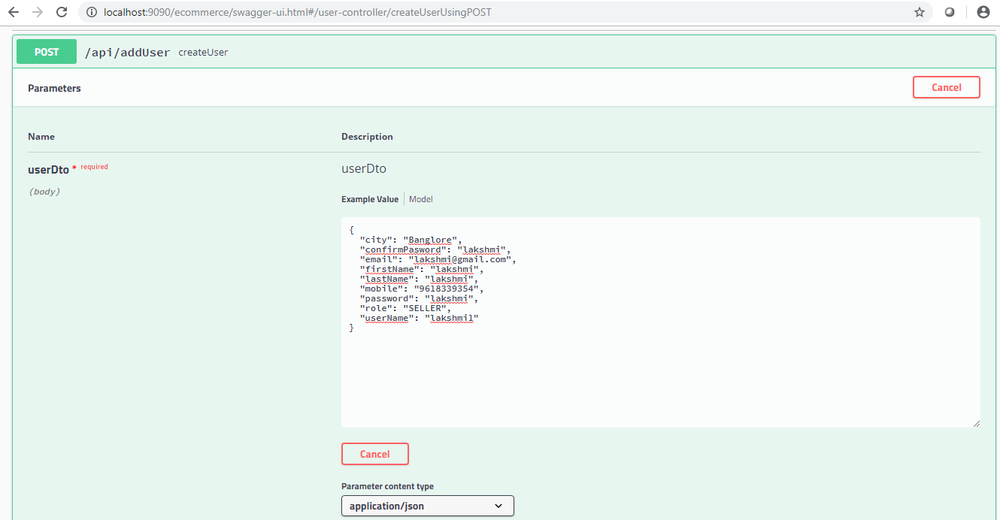 localhost:9090/ecommerce/swagger-ui.html#/user-controller/createUserUsingPOST
POST /api/addUser createUser
Parameters Cancel
Name Description
userDto * required userDto
(body)
Example Value Model
{
"city": "Banglore",
"confirmPasword": "lakshmi",
"email": "lakshmi@gmail.com",
"firstName": "lakshmi",
"lastName": "lakshmi",
"mobile": "9618339354",
"password": "lakshmi",
"role": "SELLER",
"userName": "lakshmi1"
}
Cancel
Parameter content type
application/json